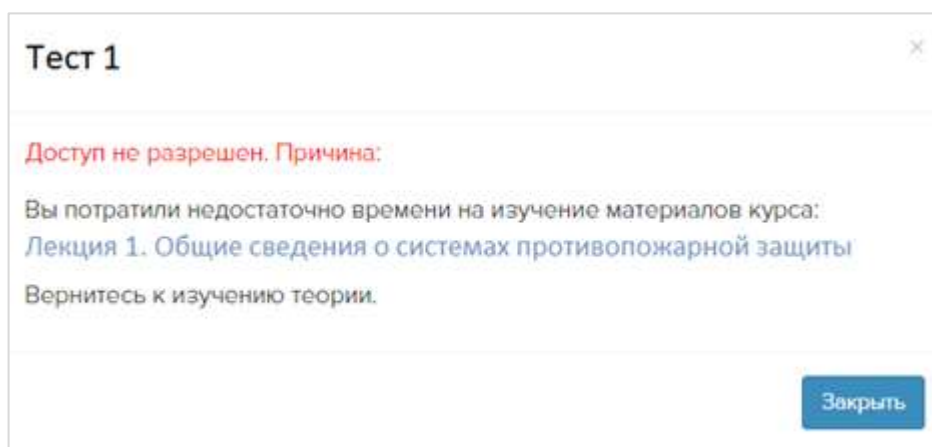 Тест 1
Доступ не разрешен. Причина:
Вы потратили недостаточно времени на изучение материалов курса:
Лекция 1. Общие сведения о системах противопожарной защиты
Вернитесь к изучению теории.
Закрыть